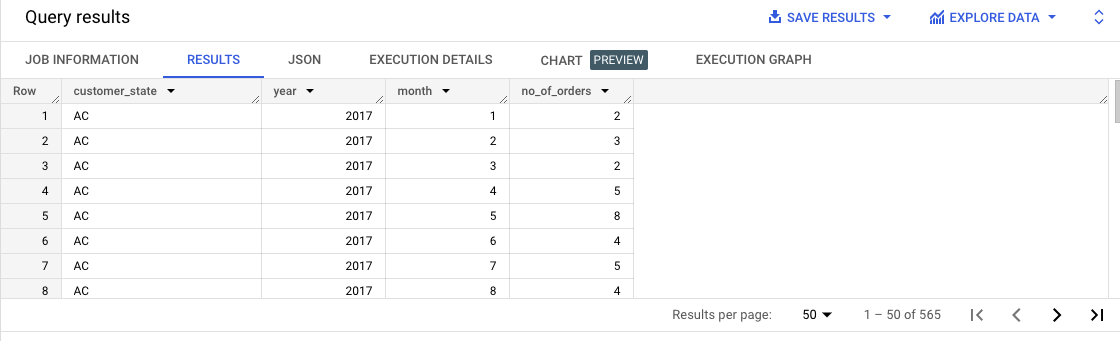 Query results SAVE RESULTS EXPLORE DATA
JOB INFORMATION RESULTS JSON EXECUTION DETAILS CHART PREVIEW EXECUTION GRAPH
Row customer_state year month no_of_orders
1 AC 2017 1 2
2 AC 2017 2 3
3 AC 2017 3 2
4 AC 2017 4 5
5 AC 2017 5 8
6 AC 2017 6 4
7 AC 2017 7 5
8 AC 2017 8 4
Results per page: 50 1 – 50 of 565